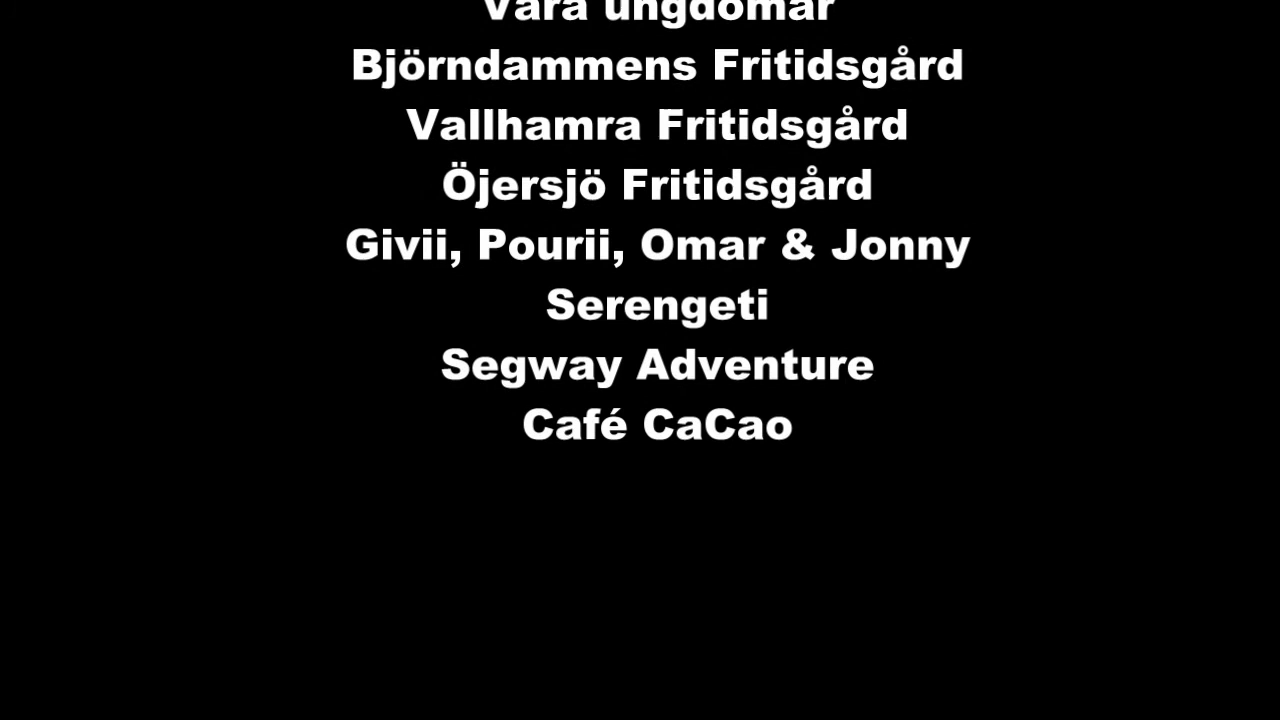 Våra ungdomar
Björndammens Fritidsgård
Vallhamra Fritidsgård
Öjersjö Fritidsgård
Givii, Pourii, Omar & Jonny
Serengeti
Segway Adventure
Café CaCao